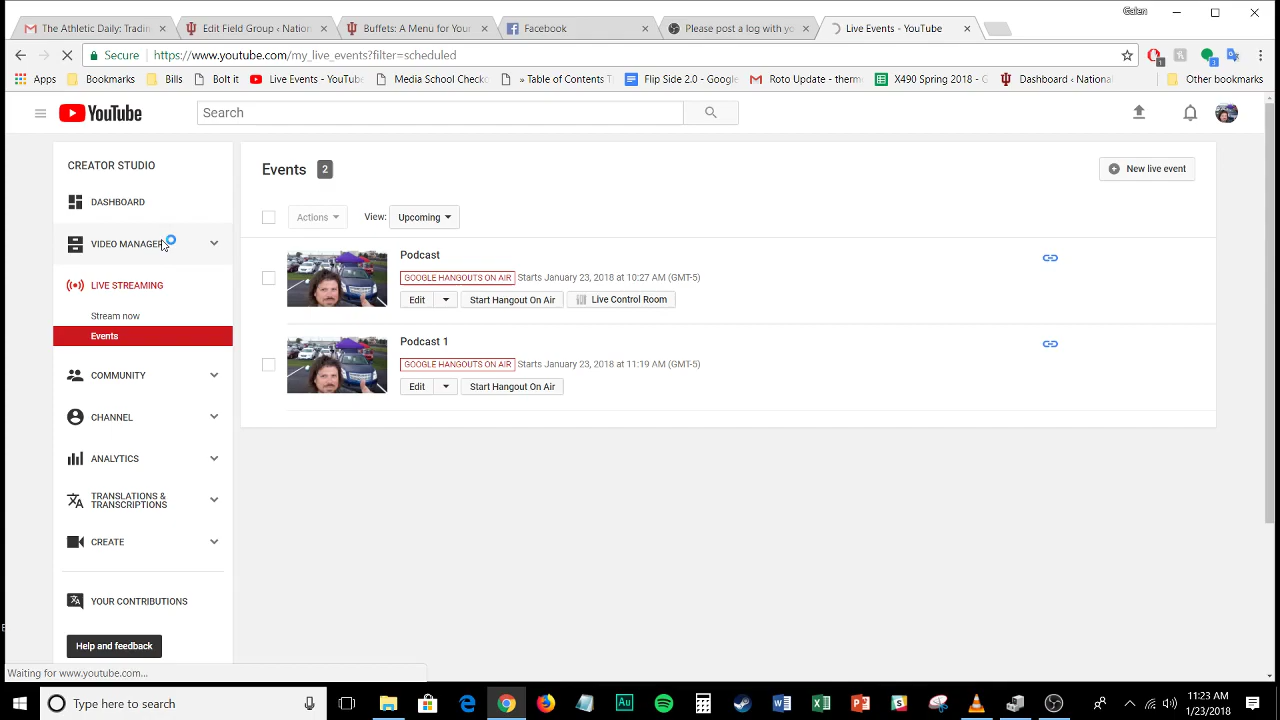 Galen
The Athletic Daily: Tradin
Edit Field Group ‹ Nation
Buffets: A Menu for Your
Facebook
Please post a log with yo
Live Events - YouTube
Secure https://www.youtube.com/my_live_events?filter=scheduled
Apps Bookmarks Bills Bolt it Live Events - YouTu Media School Check » Table of Contents Flip Side 2.0 - Google Roto Update - therm X490 Spring 2018 - G Dashboard ‹ National Other bookmarks
YouTube
Search
CREATOR STUDIO
DASHBOARD
VIDEO MANAGER
LIVE STREAMING
Stream now
Events
COMMUNITY
CHANNEL
ANALYTICS
TRANSLATIONS &
TRANSCRIPTIONS
CREATE
YOUR CONTRIBUTIONS
Help and feedback
Events 2
New live event
Actions View: Upcoming
Podcast
GOOGLE HANGOUTS ON AIR Starts January 23, 2018 at 10:27 AM (GMT-5)
Edit Start Hangout On Air Live Control Room
Podcast 1
GOOGLE HANGOUTS ON AIR Starts January 23, 2018 at 11:19 AM (GMT-5)
Edit Start Hangout On Air
Waiting for www.youtube.com...
Type here to search
Au
11:23 AM
1/23/2018